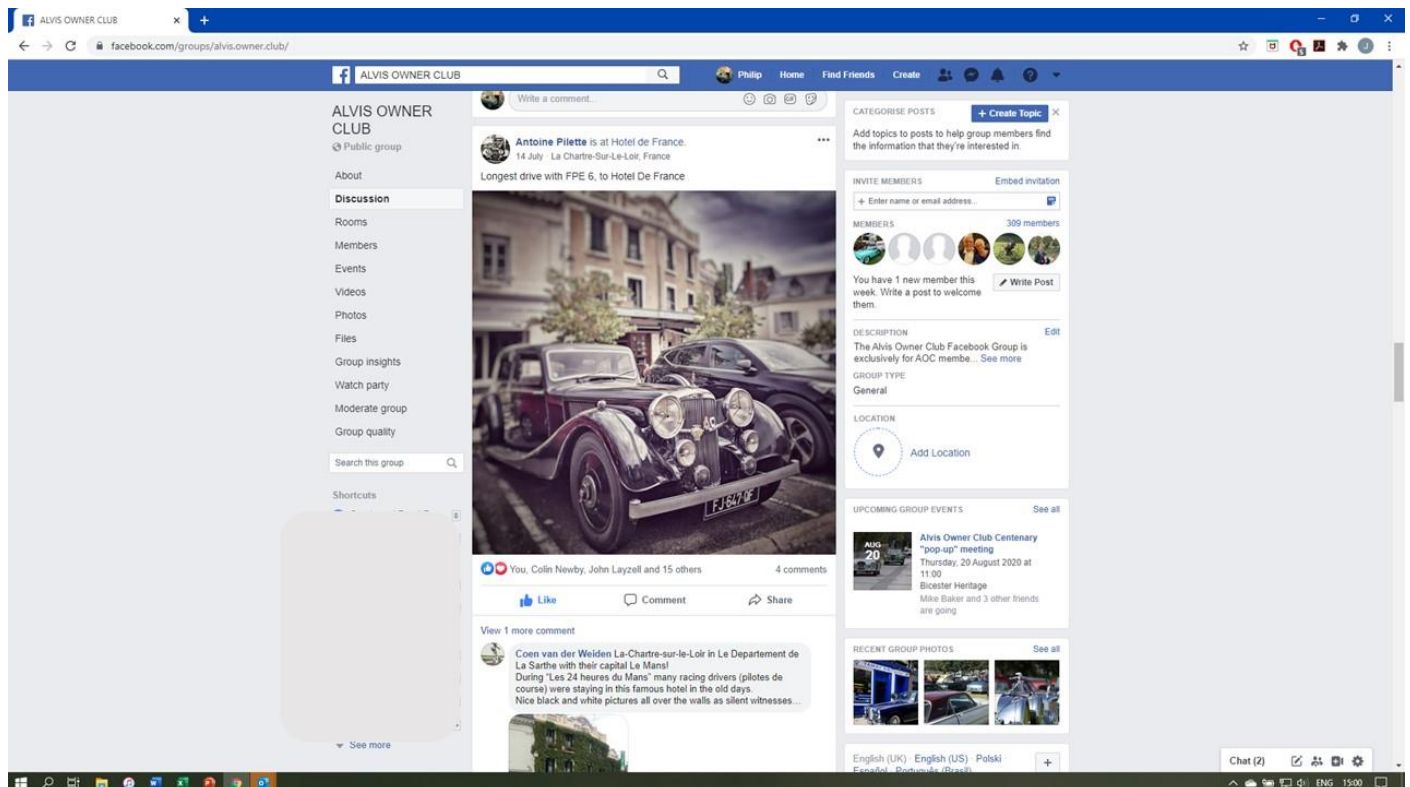 ALVIS OWNER CLUB
facebook.com/groups/alvis.owner.club/
ALVIS OWNER CLUB
Philip
Home
Find Friends
Create
ALVIS OWNER
CLUB
Public group
About
Discussion
Rooms
Members
Events
Videos
Photos
Files
Group insights
Watch party
Moderate group
Group quality
Search this group
Shortcuts
See more
Write a comment...
Antoine Pilette is at Hotel de France.
14 July · La Chartre-Sur-Le-Loir, France
Longest drive with FPE 6, to Hotel De France
FJ-647-QF
You, Colin Newby, John Layzell and 15 others
4 comments
Like
Comment
Share
View 1 more comment
Coen van der Weiden La-Chartre-sur-le-Loir in Le Departement de
La Sarthe with their capital Le Mans!
During "Les 24 heures du Mans" many racing drivers (pilotes de
course) were staying in this famous hotel in the old days.
Nice black and white pictures all over the walls as silent witnesses...
CATEGORISE POSTS
+ Create Topic
Add topics to posts to help group members find
the information that they're interested in.
INVITE MEMBERS
Embed invitation
+ Enter name or email address...
MEMBERS
309 members
You have 1 new member this
week. Write a post to welcome
them.
Write Post
DESCRIPTION
Edit
The Alvis Owner Club Facebook Group is
exclusively for AOC membe... See more
GROUP TYPE
General
LOCATION
Add Location
UPCOMING GROUP EVENTS
See all
AUG
20
Alvis Owner Club Centenary
"pop-up" meeting
Thursday, 20 August 2020 at
11:00
Bicester Heritage
Mike Baker and 3 other friends
are going
RECENT GROUP PHOTOS
See all
English (UK) · English (US) · Polski ·
Español · Português (Brasil)
Chat (2)
ENG 15:00